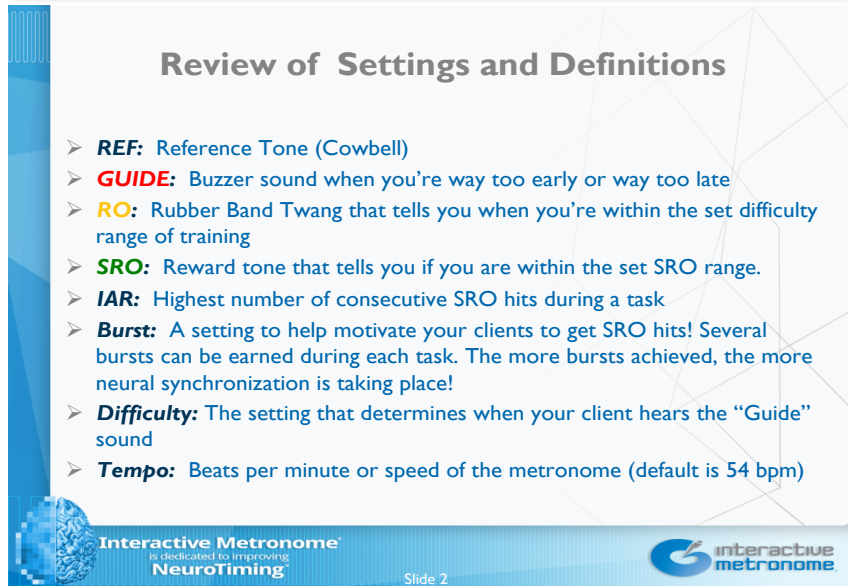 Review of Settings and Definitions
➢ REF: Reference Tone (Cowbell)
➢ GUIDE: Buzzer sound when you’re way too early or way too late
➢ RO: Rubber Band Twang that tells you when you’re within the set difficulty
range of training
➢ SRO: Reward tone that tells you if you are within the set SRO range.
➢ IAR: Highest number of consecutive SRO hits during a task
➢ Burst: A setting to help motivate your clients to get SRO hits! Several
bursts can be earned during each task. The more bursts achieved, the more
neural synchronization is taking place!
➢ Difficulty: The setting that determines when your client hears the “Guide”
sound
➢ Tempo: Beats per minute or speed of the metronome (default is 54 bpm)
Interactive Metronome®
is dedicated to improving
NeuroTiming®
Slide 2
interactive
metronome®